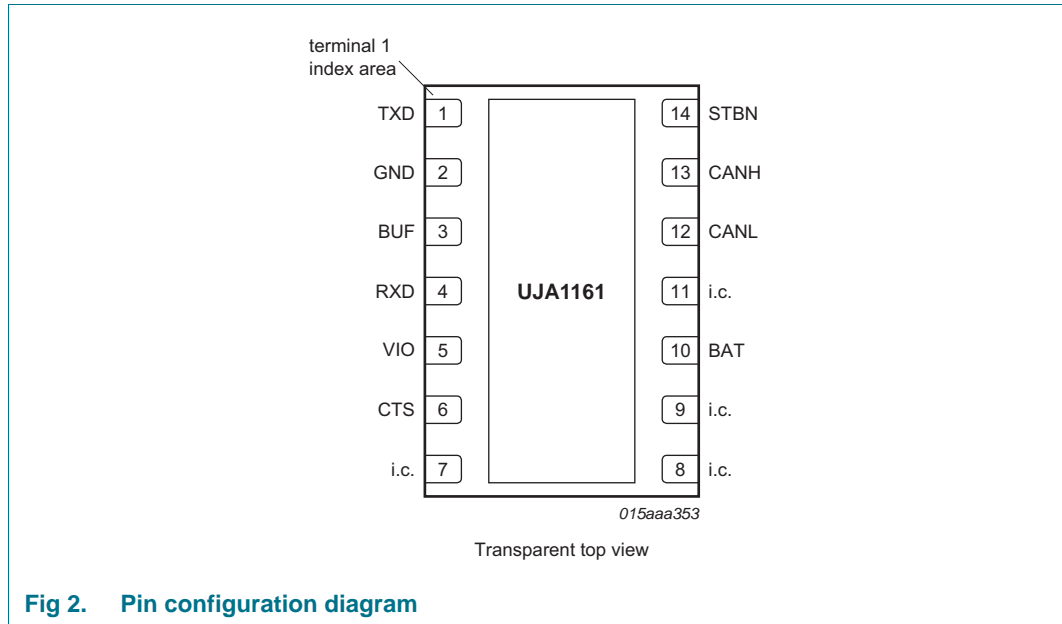 terminal 1
index area
TXD 1
GND 2
BUF 3
RXD 4
VIO 5
CTS 6
i.c. 7
UJA1161
14 STBN
13 CANH
12 CANL
11 i.c.
10 BAT
9 i.c.
8 i.c.
015aaa353
Transparent top view
Fig 2. Pin configuration diagram